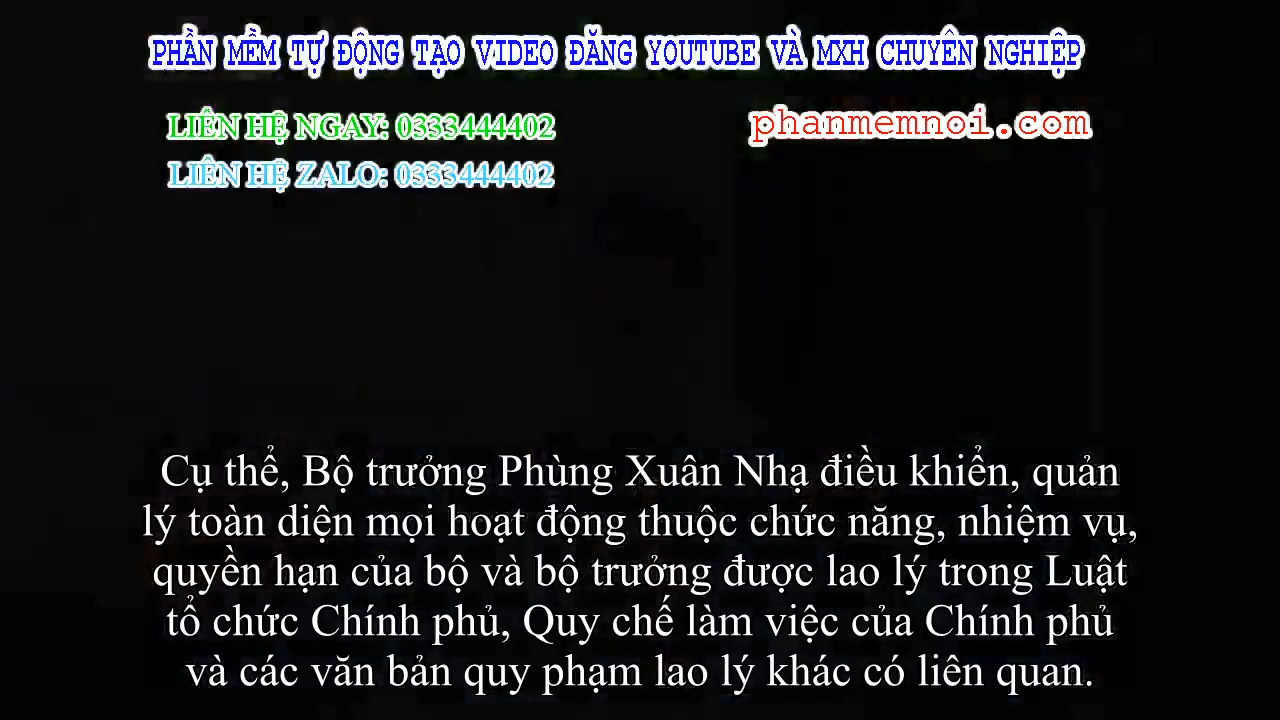 PHẦN MỀM TỰ ĐỘNG TẠO VIDEO ĐĂNG YOUTUBE VÀ MXH CHUYÊN NGHIỆP
LIÊN HỆ NGAY: 0333444402
phanmemnoi.com
LIÊN HỆ ZALO: 0333444402
Cụ thể, Bộ trưởng Phùng Xuân Nhạ điều khiển, quản
lý toàn diện mọi hoạt động thuộc chức năng, nhiệm vụ,
quyền hạn của bộ và bộ trưởng được lao lý trong Luật
tổ chức Chính phủ, Quy chế làm việc của Chính phủ
và các văn bản quy phạm lao lý khác có liên quan.